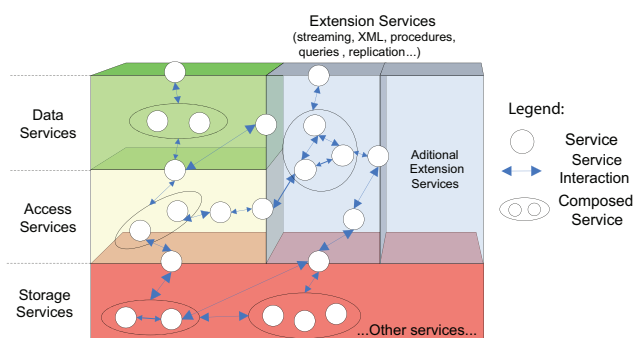 Extension Services
(streaming, XML, procedures,
queries , replication...)
Data
Services
Access
Services
Storage
Services
Aditional
Extension
Services
...Other services...
Legend:
Service
Service
Interaction
Composed
Service